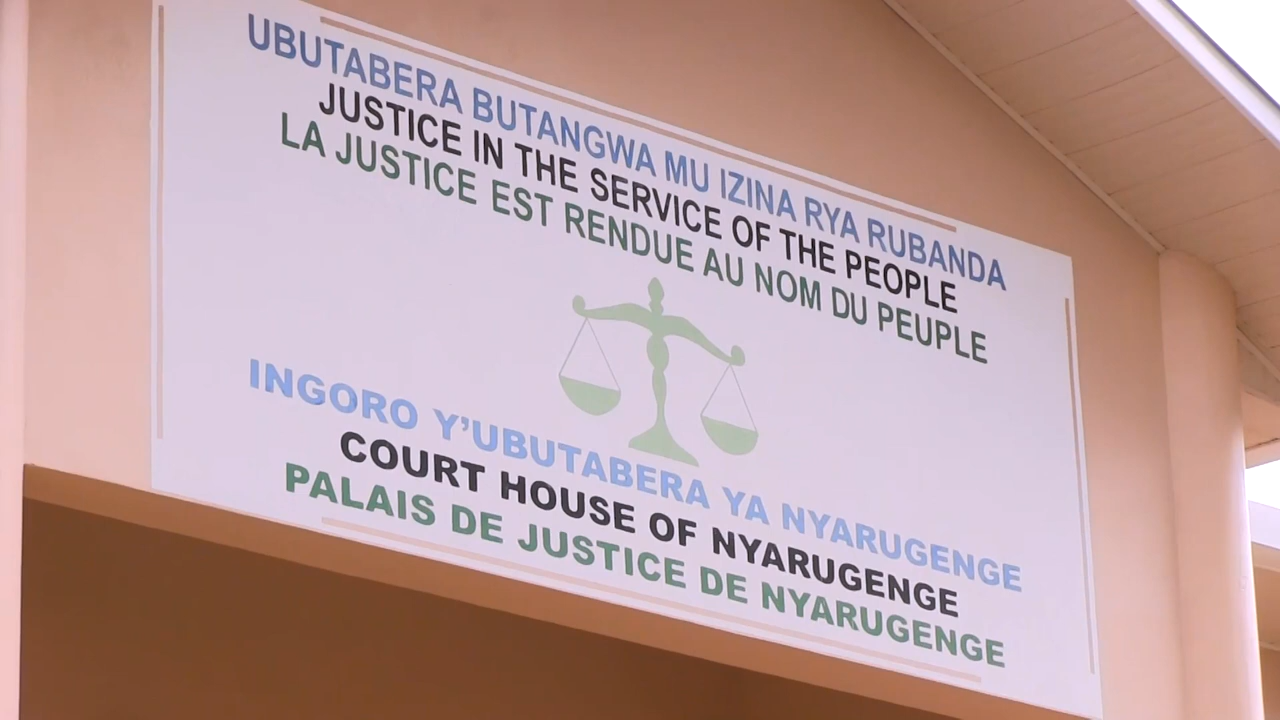 UBUTABERA BUTANGWA MU IZINA RYA RUBANDA
JUSTICE IN THE SERVICE OF THE PEOPLE
LA JUSTICE EST RENDUE AU NOM DU PEUPLE
INGORO Y’UBUTABERA YA NYARUGENGE
COURT HOUSE OF NYARUGENGE
PALAIS DE JUSTICE DE NYARUGENGE